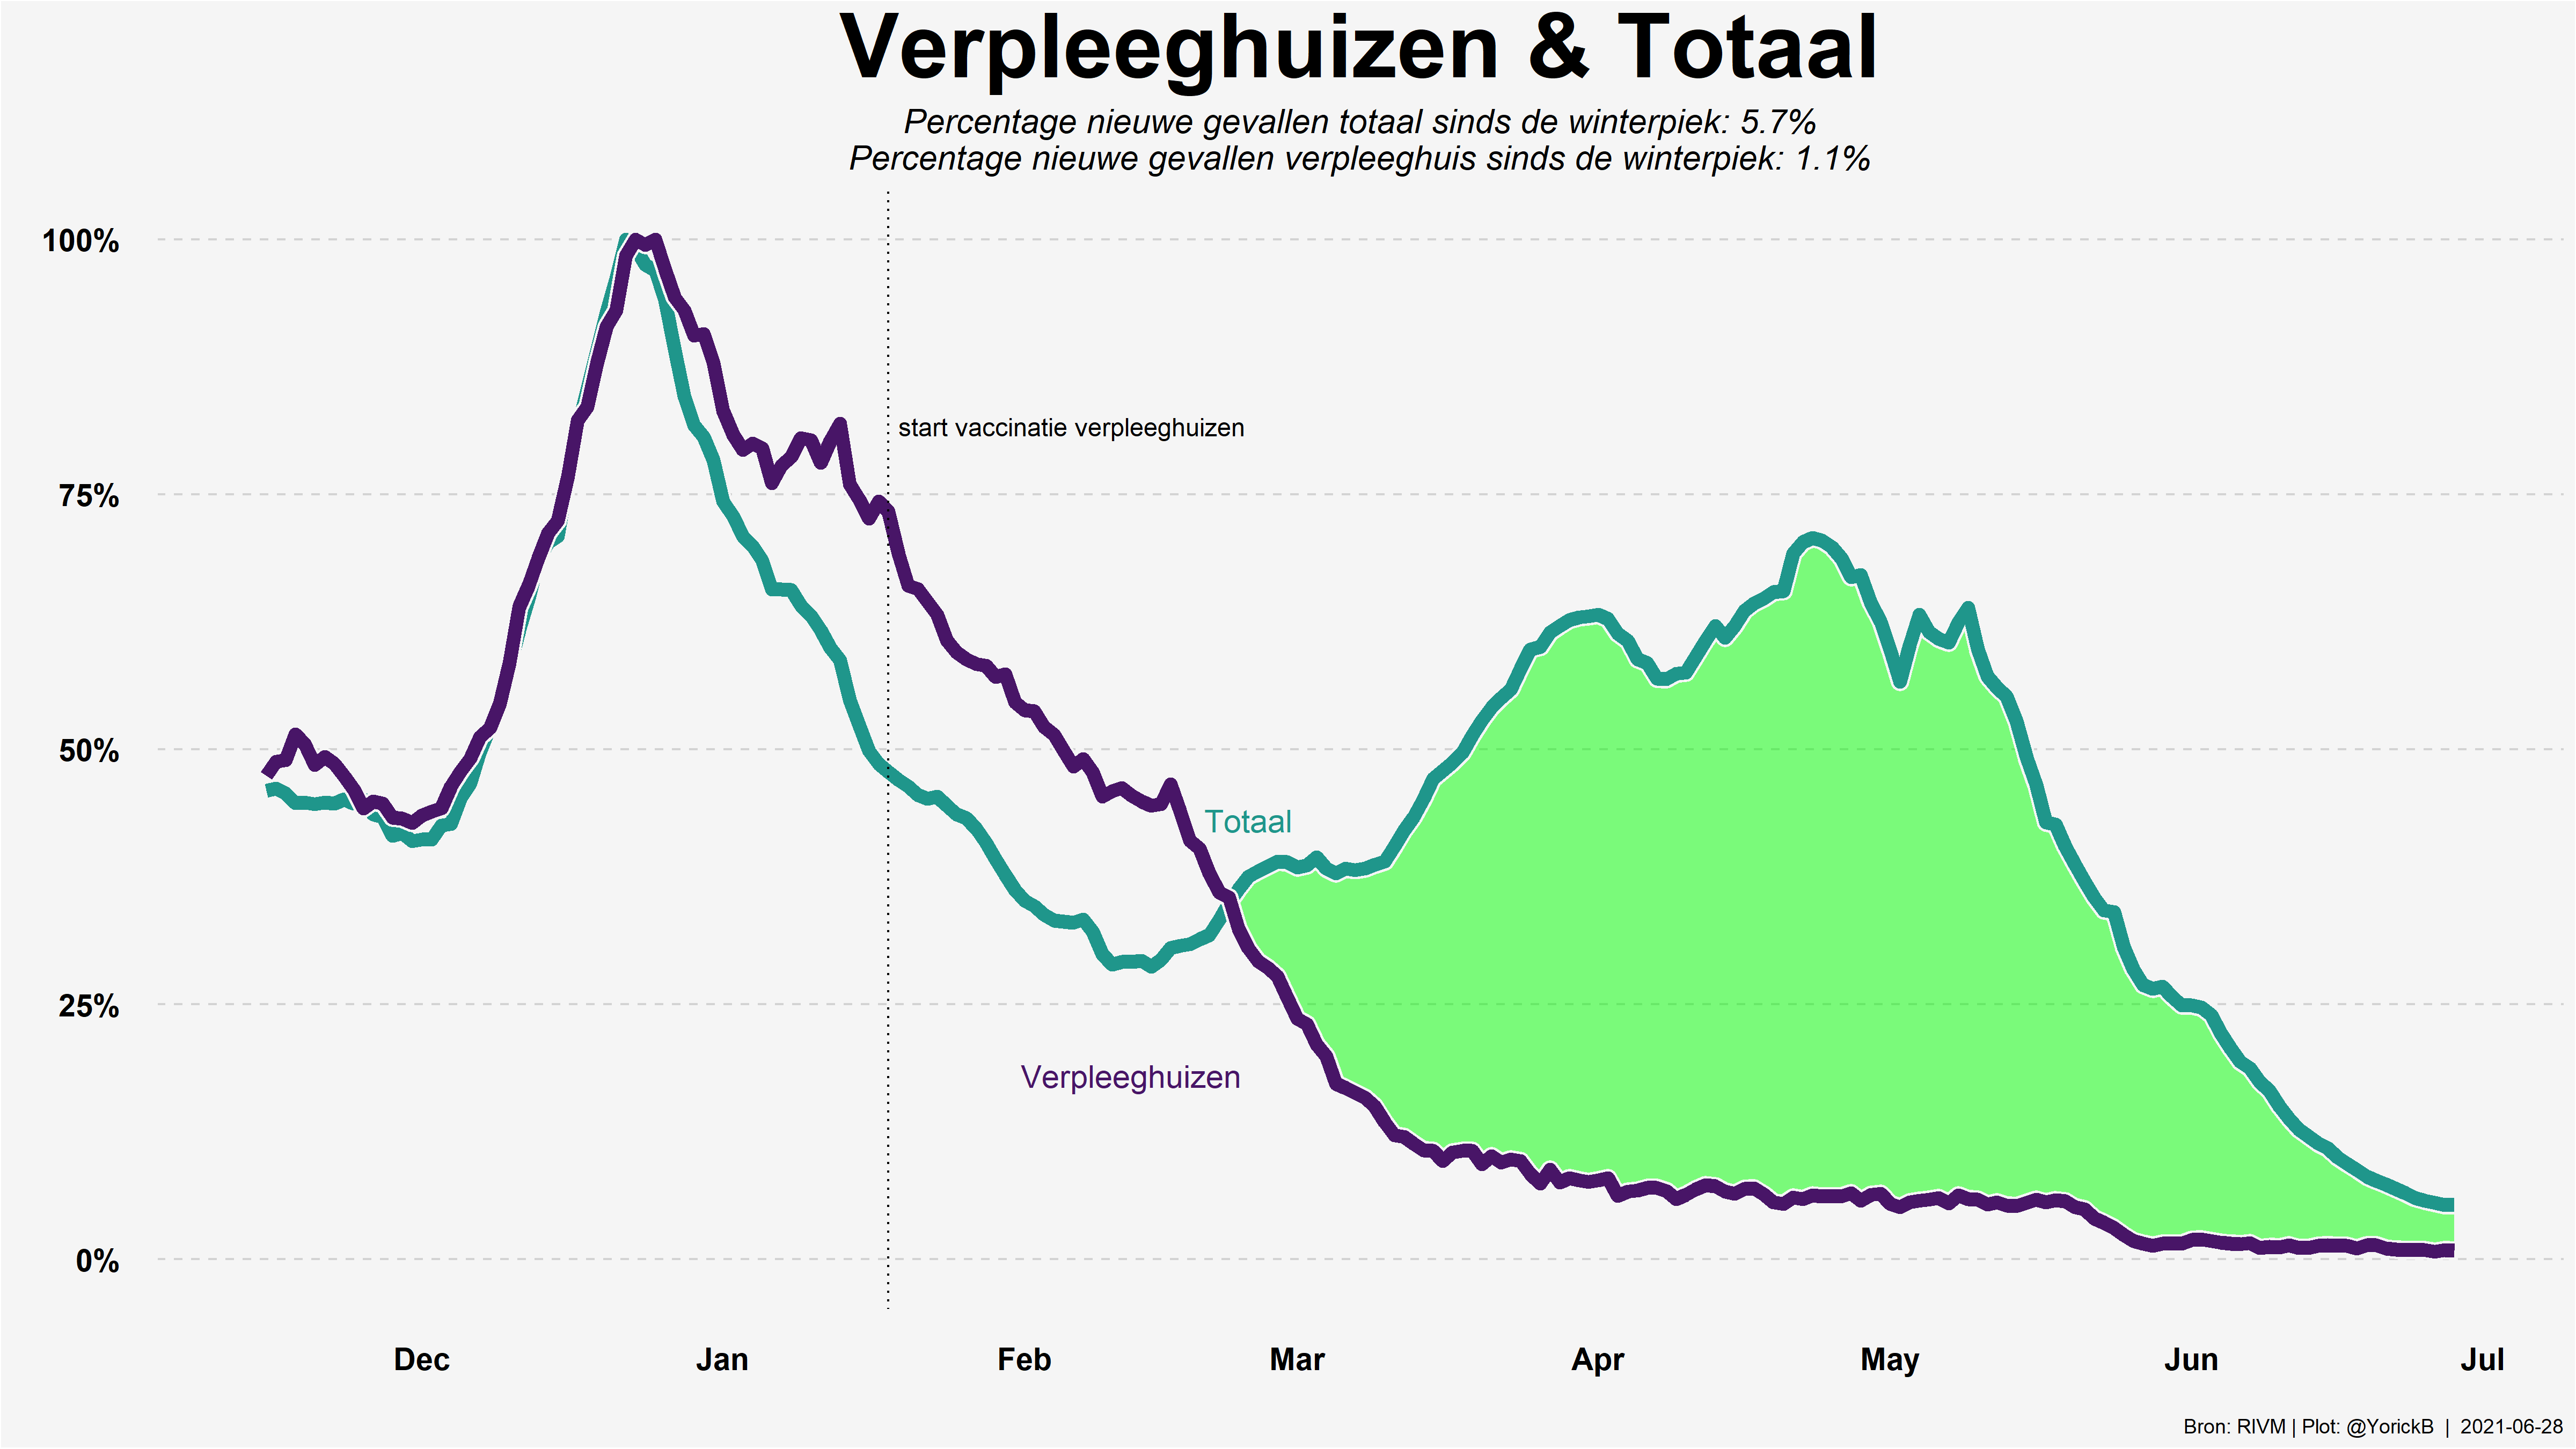 Verpleeghuizen & Totaal
Percentage nieuwe gevallen totaal sinds de winterpiek: 5.7%
Percentage nieuwe gevallen verpleeghuis sinds de winterpiek: 1.1%
100%
start vaccinatie verpleeghuizen
75%
50%
Totaal
25%
Verpleeghuizen
0%
Dec Jan Feb Mar Apr May Jun Jul
Bron: RIVM | Plot: @YorickB | 2021-06-28